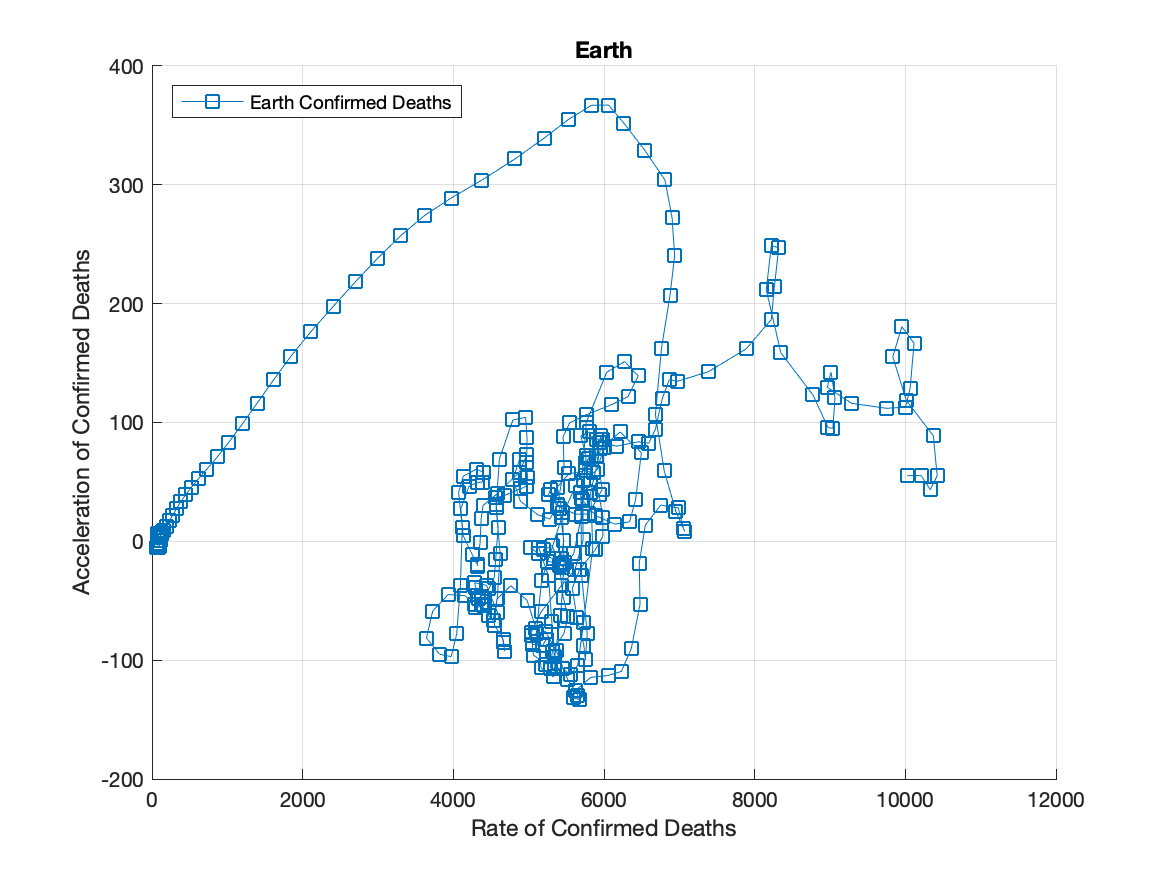 Earth
400
Earth Confirmed Deaths
300
200
100
0
-100
-200
Acceleration of Confirmed Deaths
0 2000 4000 6000 8000 10000 12000
Rate of Confirmed Deaths